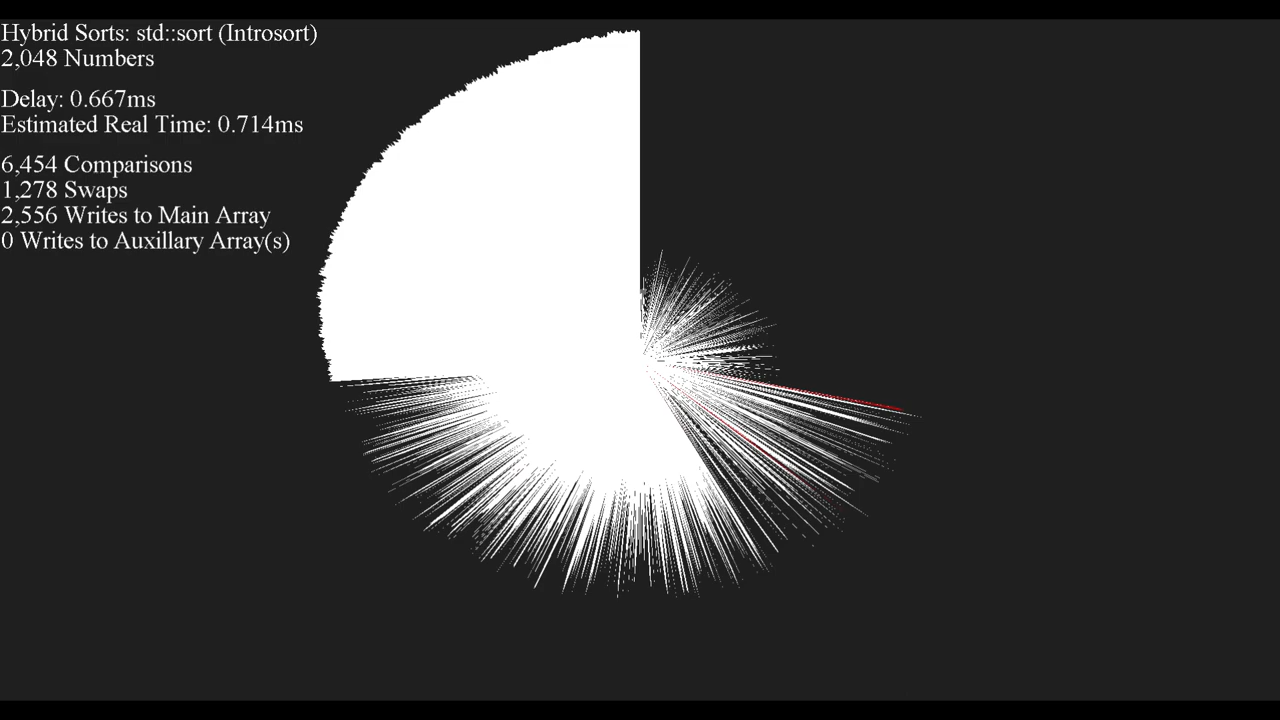 Hybrid Sorts: std::sort (Introsort)
2,048 Numbers
Delay: 0.667ms
Estimated Real Time: 0.714ms
6,454 Comparisons
1,278 Swaps
2,556 Writes to Main Array
0 Writes to Auxillary Array(s)